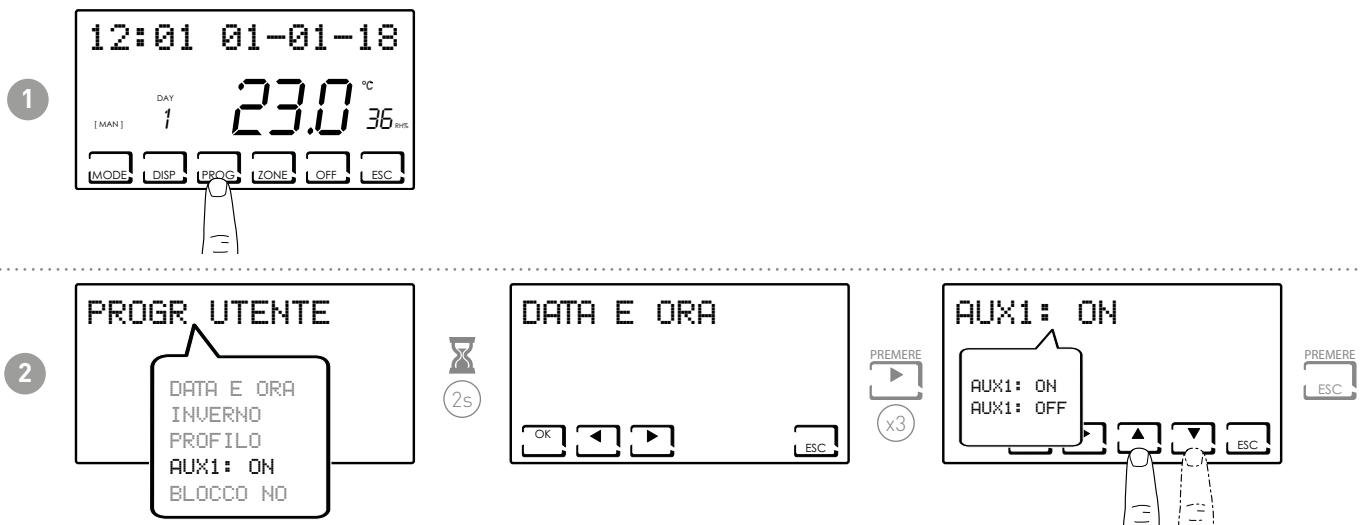 1
12:01 01-01-18
[ MAN ]
DAY
1
23.0 °C
36 RH%
MODE DISP PROG ZONE OFF ESC
2
PROGR UTENTE
DATA E ORA
INVERNO
PROFILO
AUX1: ON
BLOCCO NO
2s
DATA E ORA
OK ◀ ▶ ESC
PREMERE
▶
x3
AUX1: ON
AUX1: ON
AUX1: OFF
▲ ▼ ESC
PREMERE
ESC